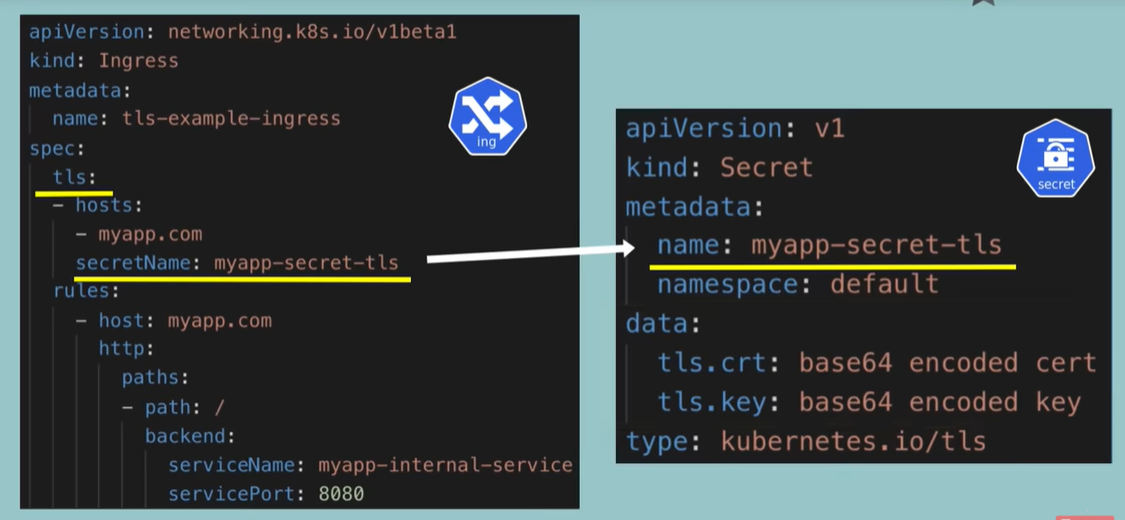 apiVersion: networking.k8s.io/v1beta1
kind: Ingress
metadata:
  name: tls-example-ingress
spec:
  tls:
  - hosts:
    - myapp.com
    secretName: myapp-secret-tls
  rules:
    - host: myapp.com
      http:
        paths:
        - path: /
          backend:
            serviceName: myapp-internal-service
            servicePort: 8080
ing
apiVersion: v1
kind: Secret
metadata:
  name: myapp-secret-tls
  namespace: default
data:
  tls.crt: base64 encoded cert
  tls.key: base64 encoded key
type: kubernetes.io/tls
secret